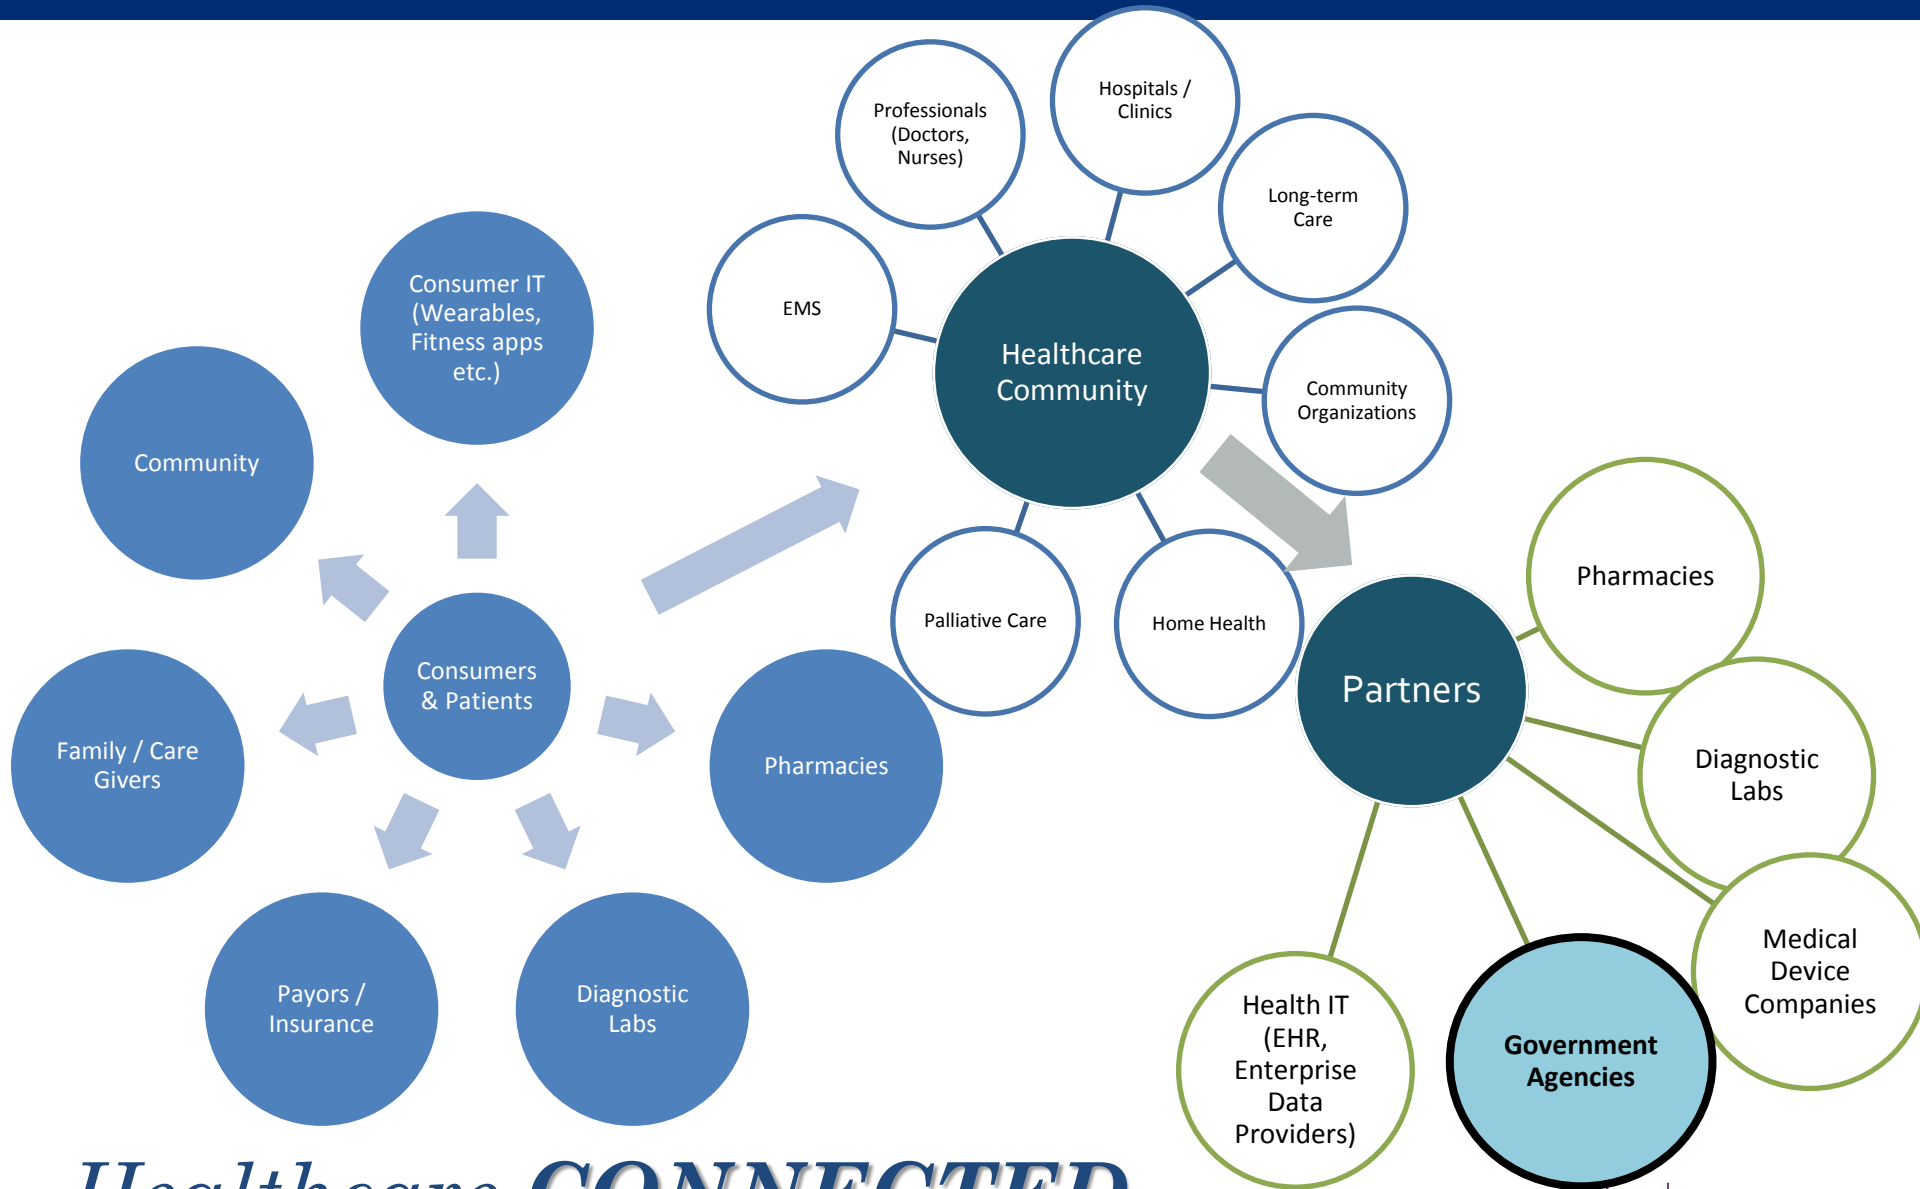 Professionals
(Doctors,
Nurses)
Hospitals /
Clinics
Long-term
Care
EMS
Healthcare
Community
Community
Organizations
Palliative Care
Home Health
Consumer IT
(Wearables,
Fitness apps
etc.)
Community
Consumers
& Patients
Family / Care
Givers
Pharmacies
Payors /
Insurance
Diagnostic
Labs
Partners
Pharmacies
Diagnostic
Labs
Medical
Device
Companies
Government
Agencies
Health IT
(EHR,
Enterprise
Data
Providers)
Healthcare CONNECTED